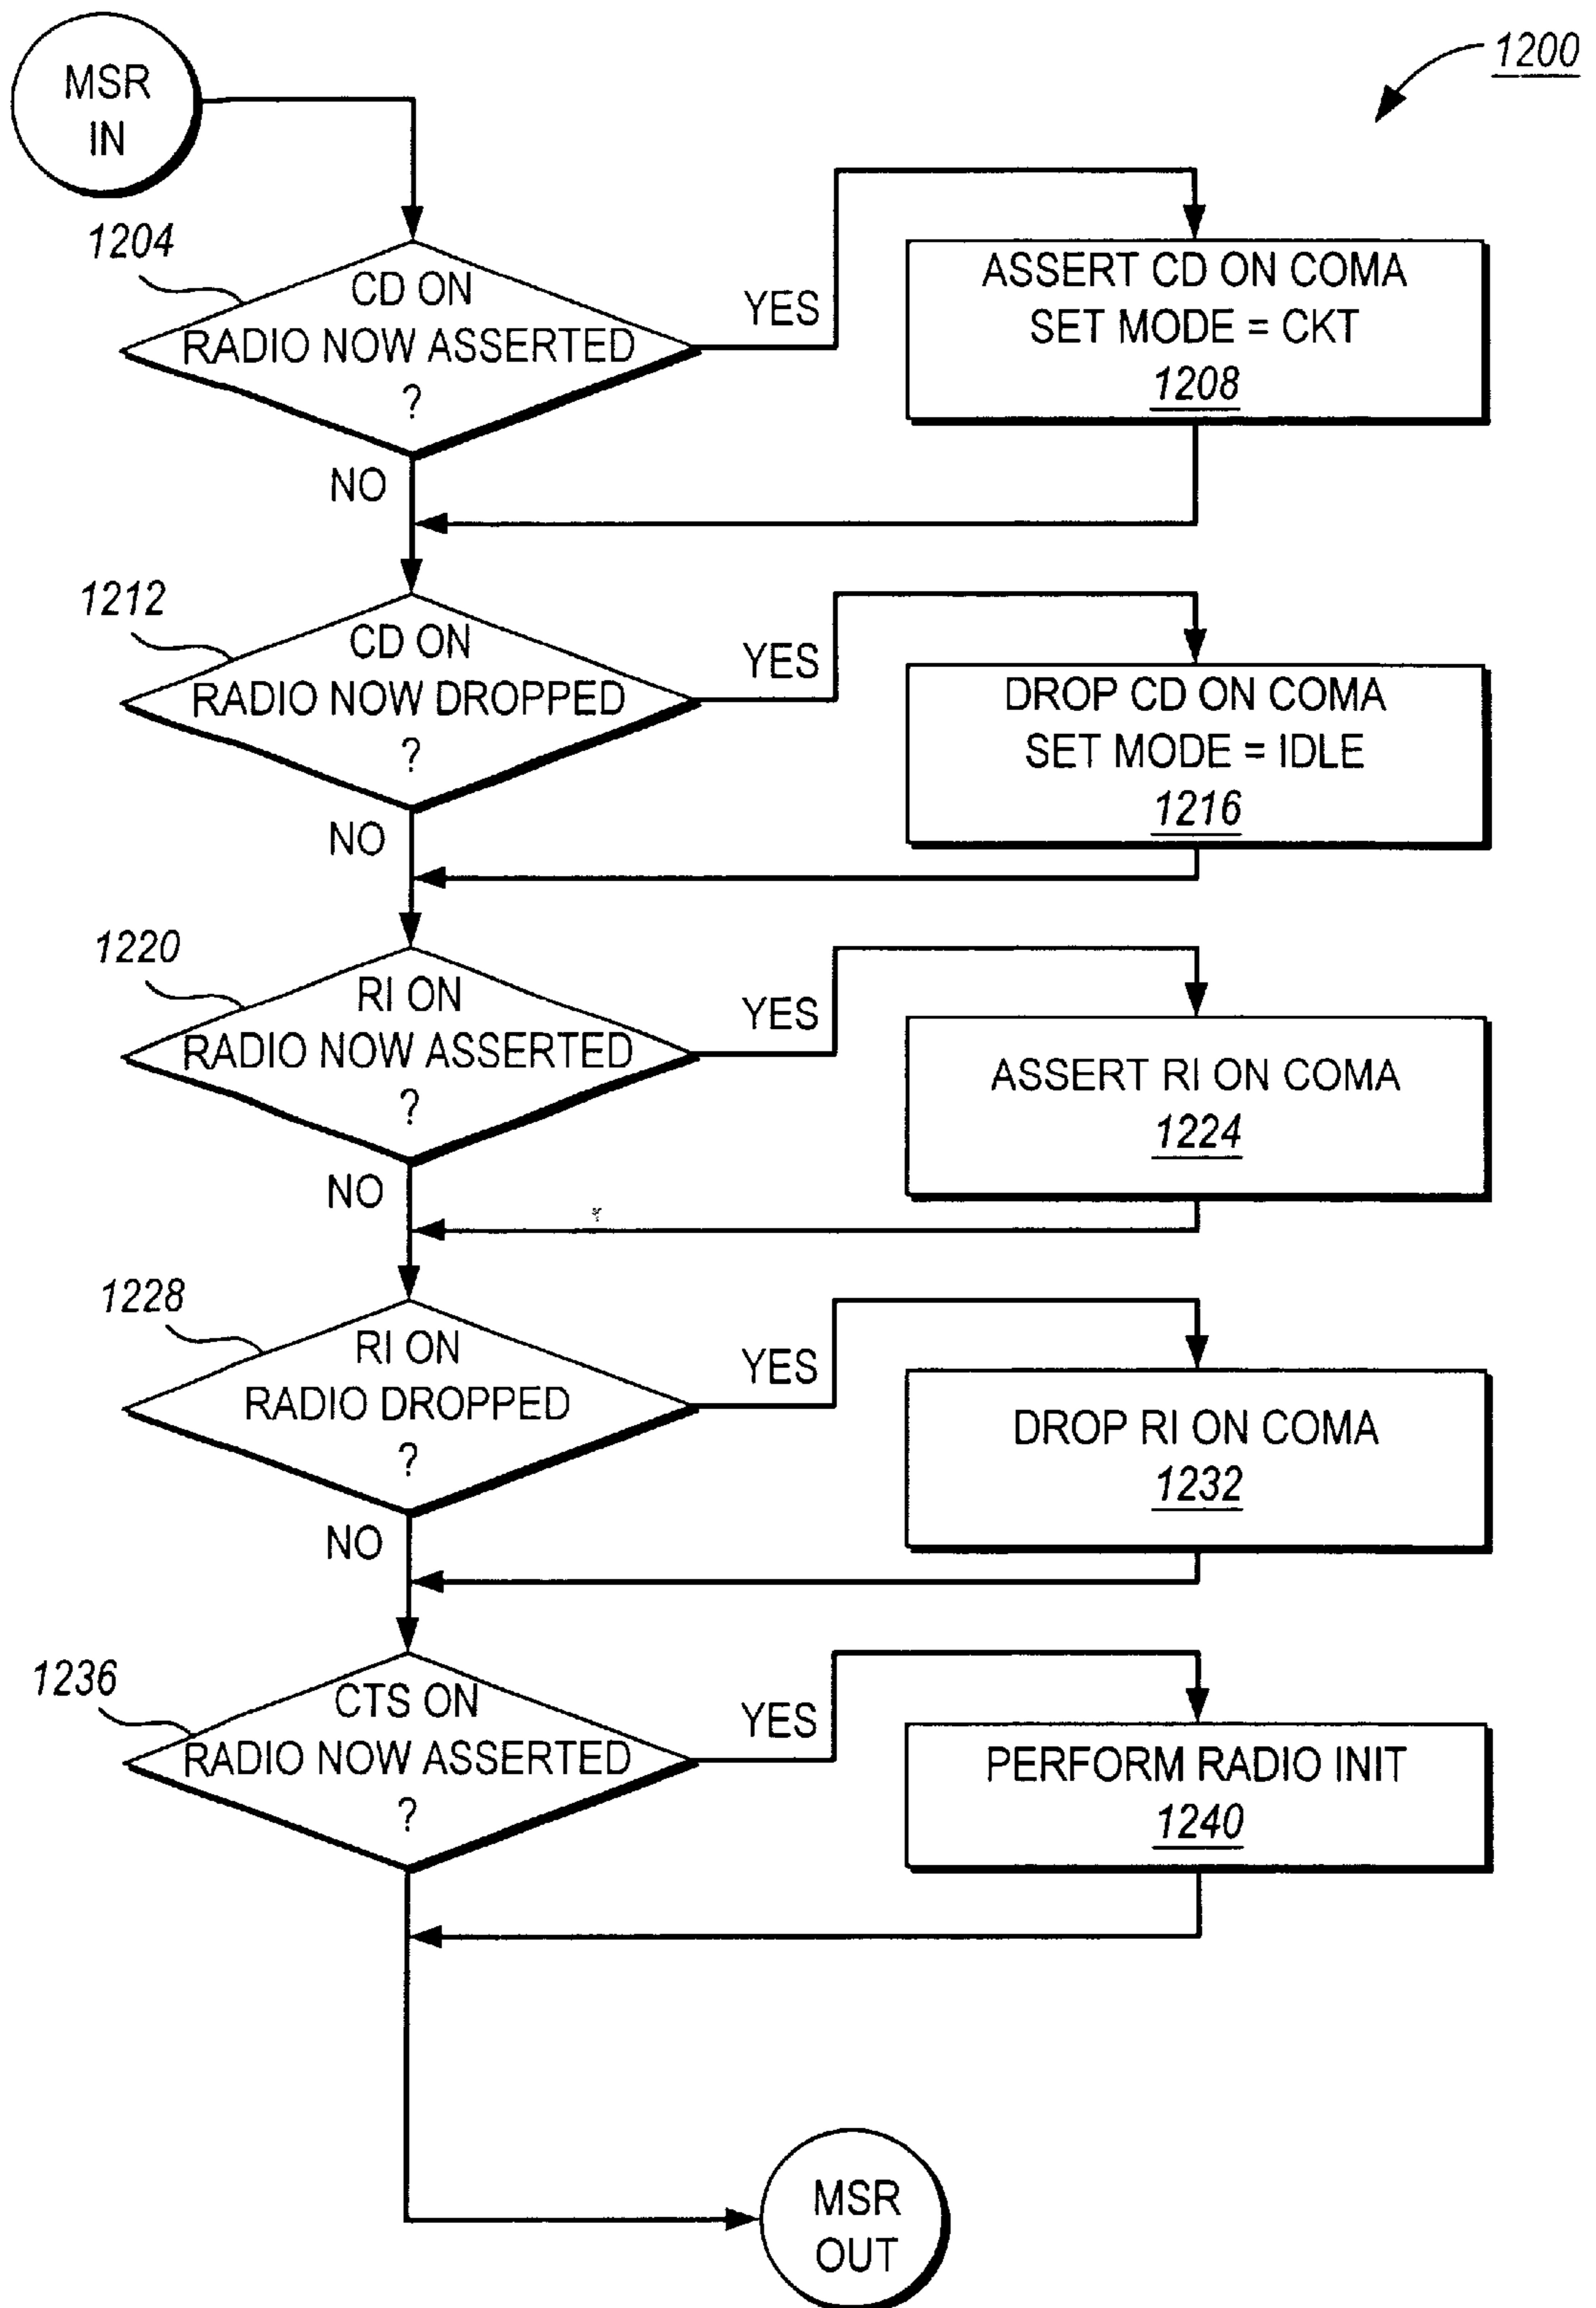 MSR
IN
1200
1204
CD ON
RADIO NOW ASSERTED
?
YES
ASSERT CD ON COMA
SET MODE = CKT
1208
NO
1212
CD ON
RADIO NOW DROPPED
?
YES
DROP CD ON COMA
SET MODE = IDLE
1216
NO
1220
RI ON
RADIO NOW ASSERTED
?
YES
ASSERT RI ON COMA
1224
NO
1228
RI ON
RADIO DROPPED
?
YES
DROP RI ON COMA
1232
NO
1236
CTS ON
RADIO NOW ASSERTED
?
YES
PERFORM RADIO INIT
1240
MSR
OUT